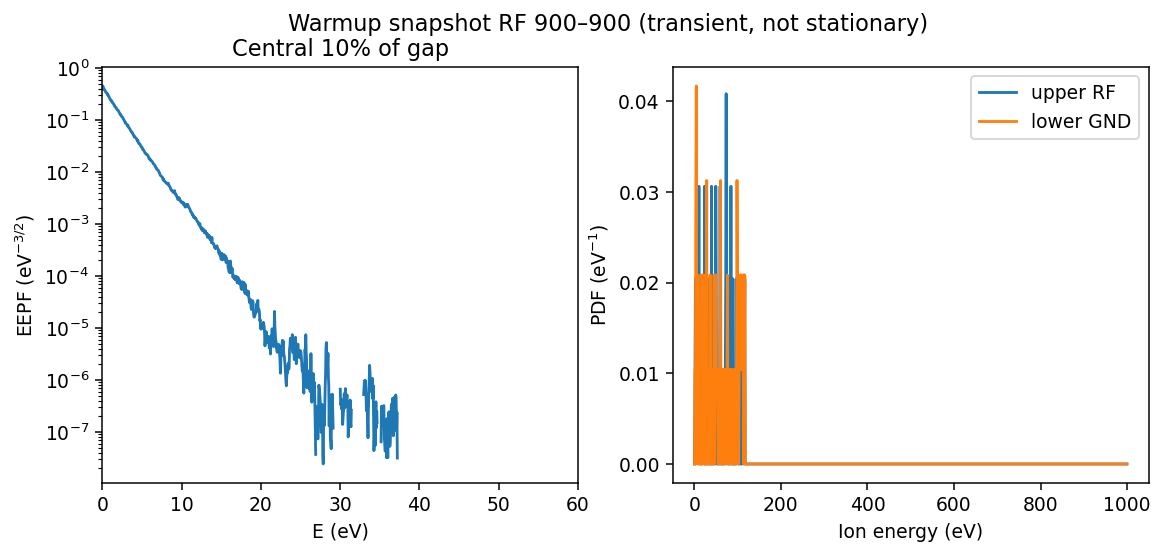 Warmup snapshot RF 900–900 (transient, not stationary)
Central 10% of gap
EEPF (eV⁻³/²)
10⁰
10⁻¹
10⁻²
10⁻³
10⁻⁴
10⁻⁵
10⁻⁶
10⁻⁷
0 10 20 30 40 50 60
E (eV)
PDF (eV⁻¹)
0.04
0.03
0.02
0.01
0.00
upper RF
lower GND
0 200 400 600 800 1000
Ion energy (eV)